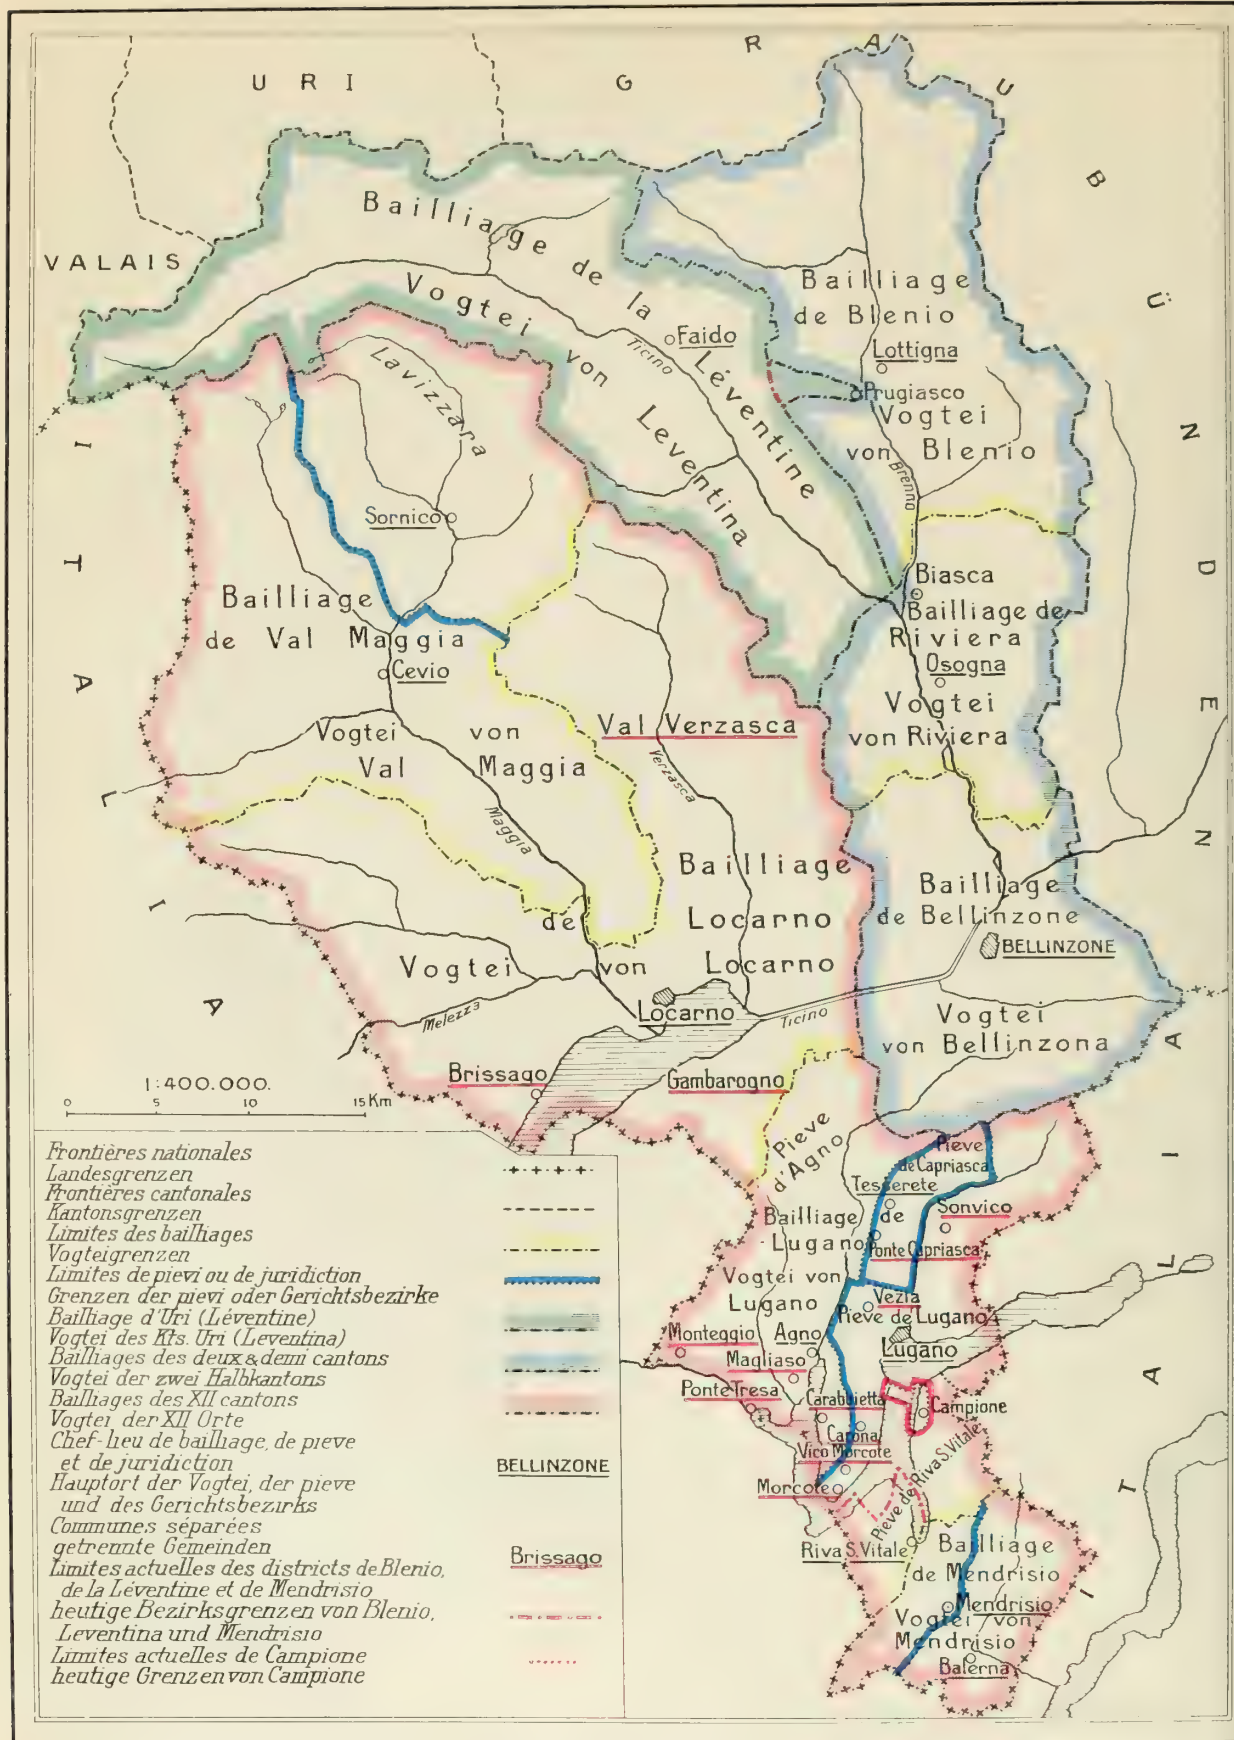 URI
GRAUBÜNDEN
VALAIS
ITALIA
Bailliage de la Léventine
Vogtei von Leventina
Ticino
Faido
Bailliage
de Blenio
Lottigna
Prugiasco
Vogtei
von Blenio
Brenno
Lavizzara
Sornico
Biasca
Bailliage de
Riviera
Osogna
Vogtei
von Riviera
Bailliage
de Val Maggia
Cevio
Vogtei von
Val Maggia
Maggia
Val Verzasca
Verzasca
Bailliage
de Locarno
Vogtei von Locarno
Melezza
Locarno
Ticino
Bailliage
de Bellinzone
BELLINZONE
Vogtei
von Bellinzona
Brissago
Gambarogno
1:400.000.
0 5 10 15 Km
Pieve
d'Agno
Pieve
de Capriasca
Tesserete
Sonvico
Bailliage de
Lugano
Ponte Capriasca
Vogtei von
Lugano
Vezia
Pieve de Lugano
Monteggio
Agno
Lugano
Magliaso
Ponte Tresa
Carabbietta
Campione
Carona
Vico Morcote
Morcote
Pieve de Riva S. Vitale
Riva S. Vitale
Bailliage
de Mendrisio
Mendrisio
Vogtei von
Mendrisio
Balerna
ITALIA
Frontières nationales
Landesgrenzen
Frontières cantonales
Kantonsgrenzen
Limites des bailliages
Vogteigrenzen
Limites de pievi ou de juridiction
Grenzen der pievi oder Gerichtsbezirke
Bailliage d'Uri (Léventine)
Vogtei des Kts. Uri (Leventina)
Bailliages des deux & demi cantons
Vogtei der zwei Halbkantons
Bailliages des XII cantons
Vogtei der XII Orte
Chef-lieu de bailliage, de pieve
et de juridiction
BELLINZONE
Hauptort der Vogtei, der pieve
und des Gerichtsbezirks
Communes séparées
getrennte Gemeinden
Brissago
Limites actuelles des districts de Blenio,
de la Léventine et de Mendrisio
heutige Bezirksgrenzen von Blenio,
Leventina und Mendrisio
Limites actuelles de Campione
heutige Grenzen von Campione